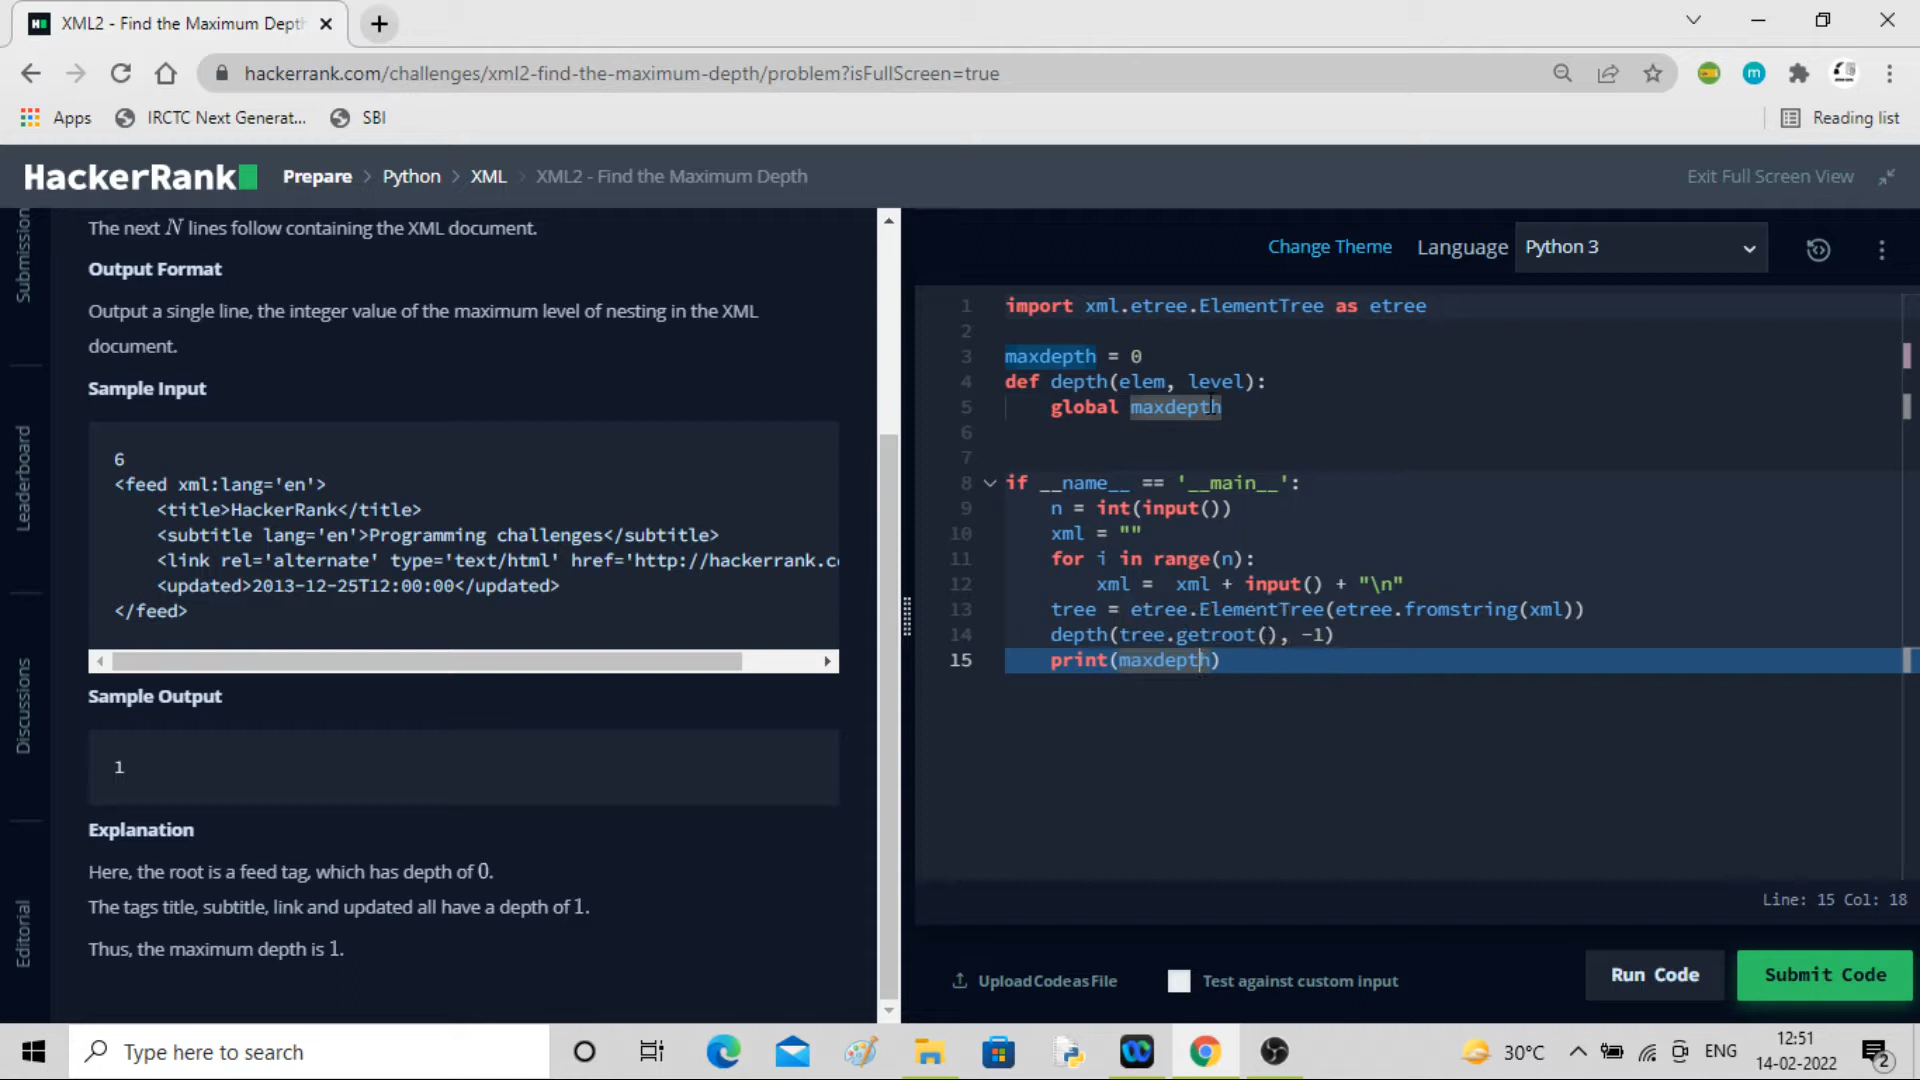 XML2 - Find the Maximum Depth
hackerrank.com/challenges/xml2-find-the-maximum-depth/problem?isFullScreen=true
Apps
IRCTC Next Generat...
SBI
Reading list
HackerRank
Prepare > Python > XML > XML2 - Find the Maximum Depth
Exit Full Screen View
Submission
Leaderboard
Discussions
Editorial
The next N lines follow containing the XML document.
Output Format
Output a single line, the integer value of the maximum level of nesting in the XML
document.
Sample Input
6
<feed xml:lang='en'>
    <title>HackerRank</title>
    <subtitle lang='en'>Programming challenges</subtitle>
    <link rel='alternate' type='text/html' href='http://hackerrank.c
    <updated>2013-12-25T12:00:00</updated>
</feed>
Sample Output
1
Explanation
Here, the root is a feed tag, which has depth of 0.
The tags title, subtitle, link and updated all have a depth of 1.
Thus, the maximum depth is 1.
Change Theme
Language
Python 3
1 import xml.etree.ElementTree as etree
2
3 maxdepth = 0
4 def depth(elem, level):
5     global maxdepth
6
7
8 if __name__ == '__main__':
9     n = int(input())
10     xml = ""
11     for i in range(n):
12         xml =  xml + input() + "\n"
13     tree = etree.ElementTree(etree.fromstring(xml))
14     depth(tree.getroot(), -1)
15     print(maxdepth)
Line: 15 Col: 18
Upload Code as File
Test against custom input
Run Code
Submit Code
Type here to search
30°C
ENG
12:51
14-02-2022
2